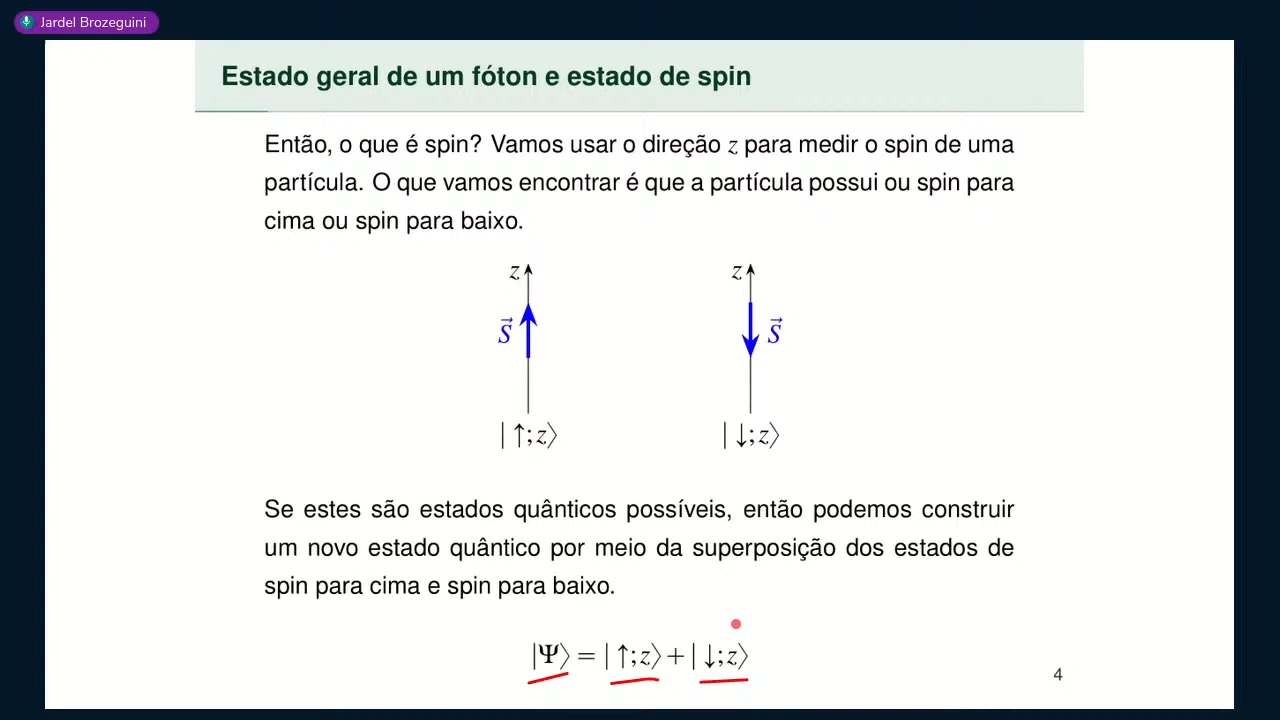 Jardel Brozeguini
Estado geral de um fóton e estado de spin
Então, o que é spin? Vamos usar o direção z para medir o spin de uma
partícula. O que vamos encontrar é que a partícula possui ou spin para
cima ou spin para baixo.
z z
S⃗ S⃗
|↑;z⟩ |↓;z⟩
Se estes são estados quânticos possíveis, então podemos construir
um novo estado quântico por meio da superposição dos estados de
spin para cima e spin para baixo.
|Ψ⟩ = |↑;z⟩ + |↓;z⟩
4